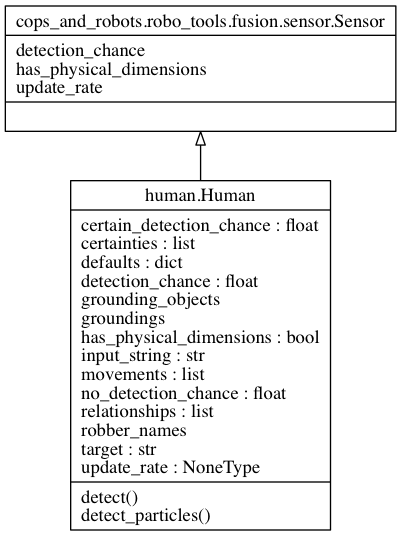 cops_and_robots.robo_tools.fusion.sensor.Sensor
detection_chance
has_physical_dimensions
update_rate
human.Human
certain_detection_chance : float
certainties : list
defaults : dict
detection_chance : float
grounding_objects
groundings
has_physical_dimensions : bool
input_string : str
movements : list
no_detection_chance : float
relationships : list
robber_names
target : str
update_rate : NoneType
detect()
detect_particles()